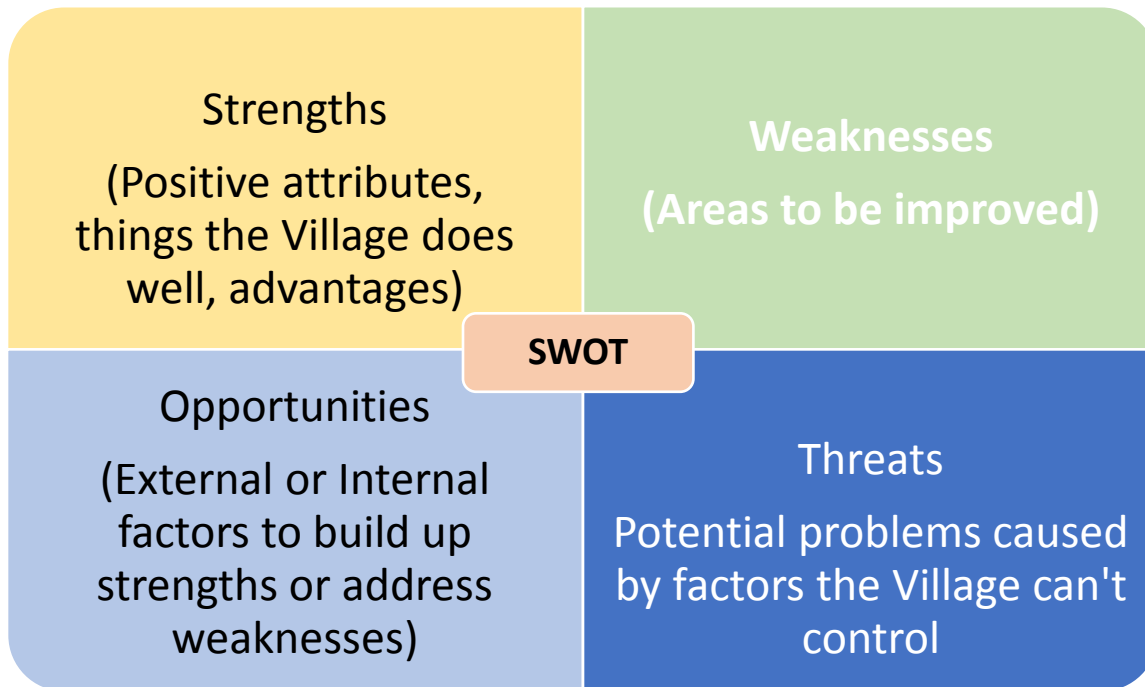 Strengths
(Positive attributes,
things the Village does
well, advantages)
Weaknesses
(Areas to be improved)
SWOT
Opportunities
(External or Internal
factors to build up
strengths or address
weaknesses)
Threats
Potential problems caused
by factors the Village can't
control